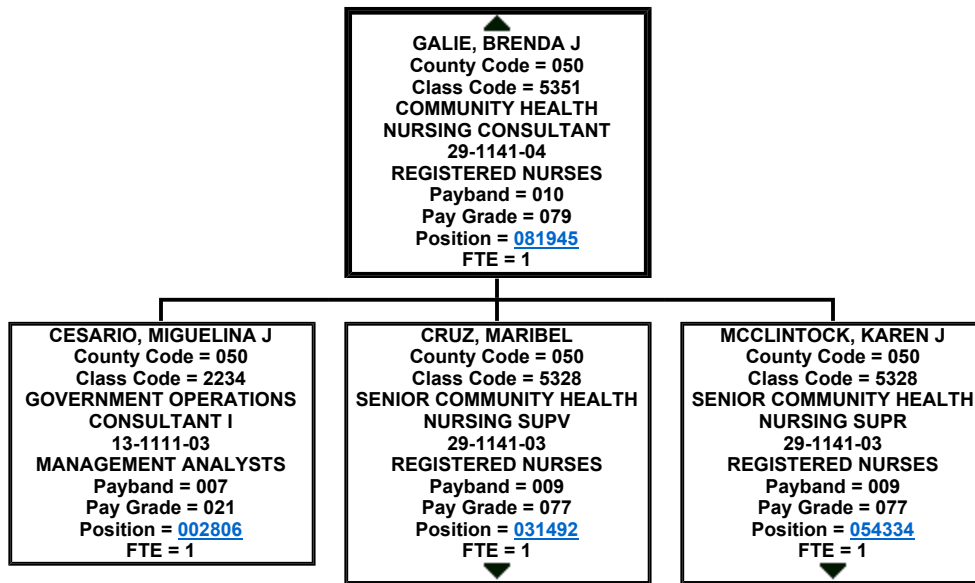 GALIE, BRENDA J
County Code = 050
Class Code = 5351
COMMUNITY HEALTH
NURSING CONSULTANT
29-1141-04
REGISTERED NURSES
Payband = 010
Pay Grade = 079
Position = 081945
FTE = 1
CESARIO, MIGUELINA J
County Code = 050
Class Code = 2234
GOVERNMENT OPERATIONS
CONSULTANT I
13-1111-03
MANAGEMENT ANALYSTS
Payband = 007
Pay Grade = 021
Position = 002806
FTE = 1
CRUZ, MARIBEL
County Code = 050
Class Code = 5328
SENIOR COMMUNITY HEALTH
NURSING SUPV
29-1141-03
REGISTERED NURSES
Payband = 009
Pay Grade = 077
Position = 031492
FTE = 1
MCCLINTOCK, KAREN J
County Code = 050
Class Code = 5328
SENIOR COMMUNITY HEALTH
NURSING SUPR
29-1141-03
REGISTERED NURSES
Payband = 009
Pay Grade = 077
Position = 054334
FTE = 1